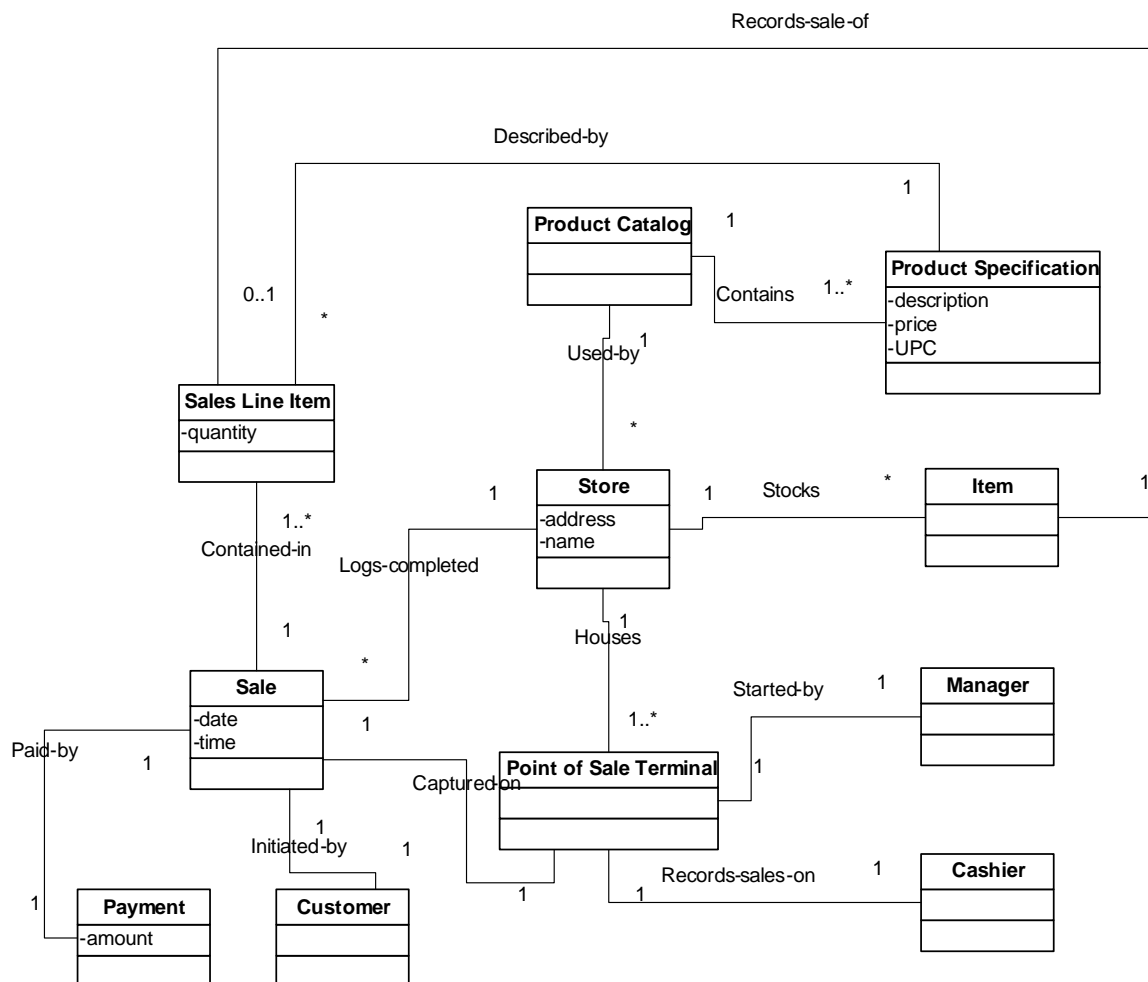 Records-sale-of
Described-by
1
Product Catalog
1
Product Specification
-description
-price
-UPC
0..1
*
Contains
1..*
Used-by
1
Sales Line Item
-quantity
*
1
Store
-address
-name
1
Stocks
*
Item
1
1..*
Contained-in
Logs-completed
1
Houses
1
*
Sale
-date
-time
1
Started-by
1
Manager
1..*
Paid-by
1
Captured-on
Point of Sale Terminal
1
1
Initiated-by
1
Records-sales-on
1
Cashier
1
1
1
Payment
-amount
Customer